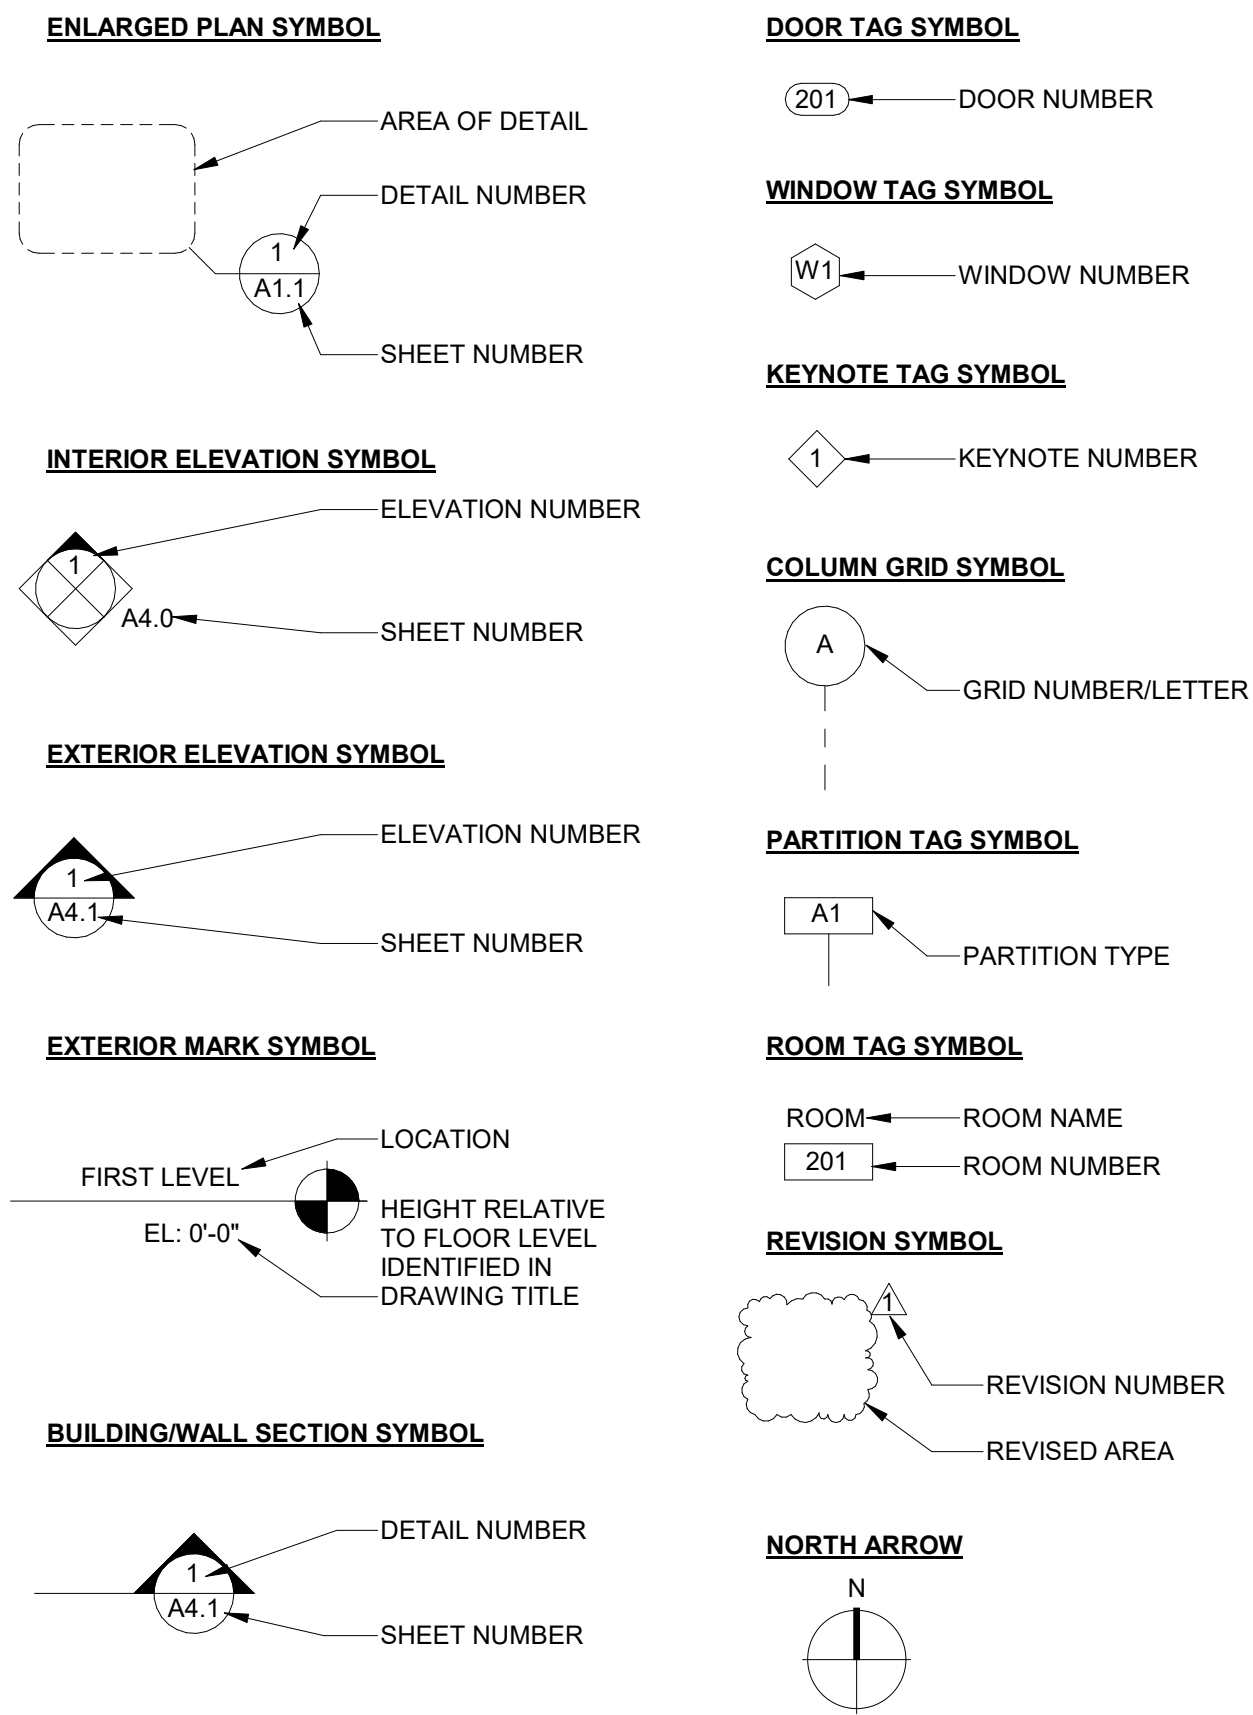 ENLARGED PLAN SYMBOL
AREA OF DETAIL
DETAIL NUMBER
1
A1.1
SHEET NUMBER
INTERIOR ELEVATION SYMBOL
ELEVATION NUMBER
1
A4.0
SHEET NUMBER
EXTERIOR ELEVATION SYMBOL
ELEVATION NUMBER
1
A4.1
SHEET NUMBER
EXTERIOR MARK SYMBOL
LOCATION
FIRST LEVEL
EL: 0'-0"
HEIGHT RELATIVE
TO FLOOR LEVEL
IDENTIFIED IN
DRAWING TITLE
BUILDING/WALL SECTION SYMBOL
DETAIL NUMBER
1
A4.1
SHEET NUMBER
DOOR TAG SYMBOL
201
DOOR NUMBER
WINDOW TAG SYMBOL
W1
WINDOW NUMBER
KEYNOTE TAG SYMBOL
1
KEYNOTE NUMBER
COLUMN GRID SYMBOL
A
GRID NUMBER/LETTER
PARTITION TAG SYMBOL
A1
PARTITION TYPE
ROOM TAG SYMBOL
ROOM
ROOM NAME
201
ROOM NUMBER
REVISION SYMBOL
1
REVISION NUMBER
REVISED AREA
NORTH ARROW
N